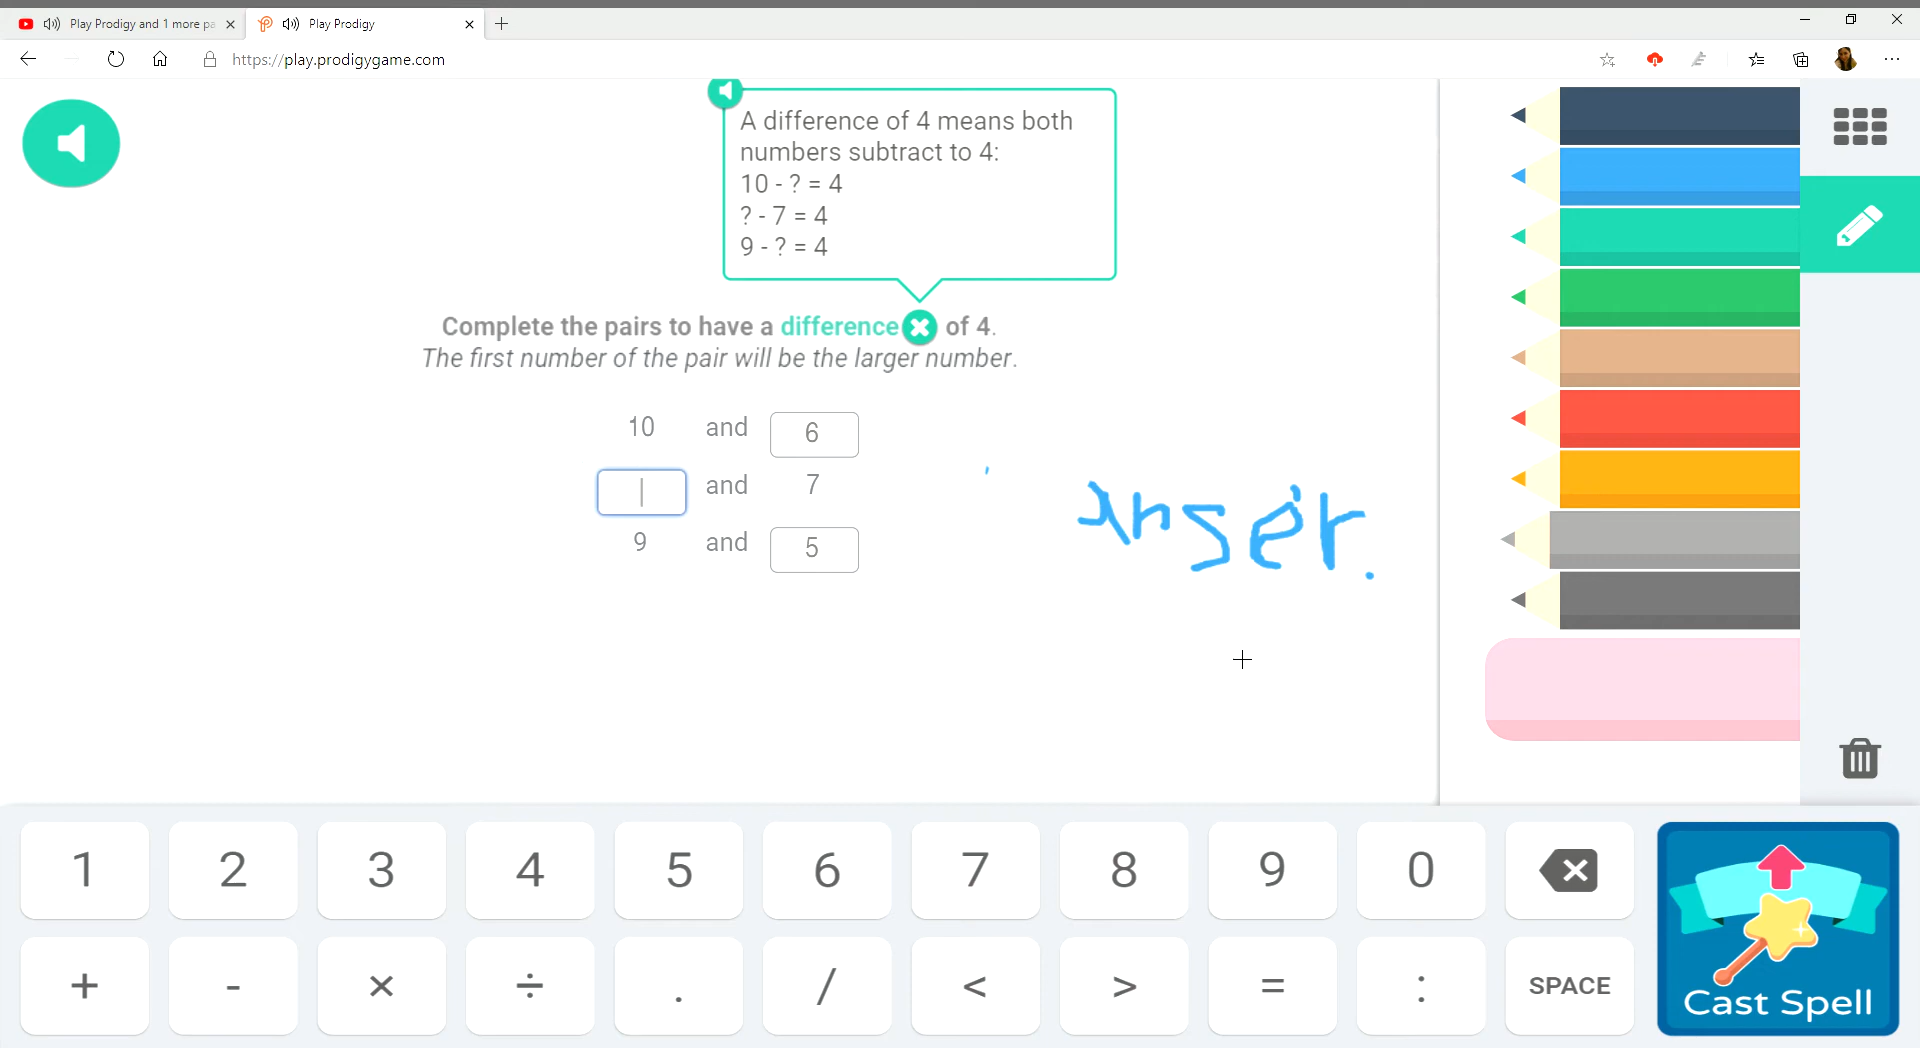 Play Prodigy and 1 more pa
Play Prodigy
https://play.prodigygame.com
A difference of 4 means both
numbers subtract to 4:
10 - ? = 4
? - 7 = 4
9 - ? = 4
Complete the pairs to have a difference of 4.
The first number of the pair will be the larger number.
10 and 6
and 7
9 and 5
anser.
1 2 3 4 5 6 7 8 9 0
+ - × ÷ . / < > = : SPACE
Cast Spell